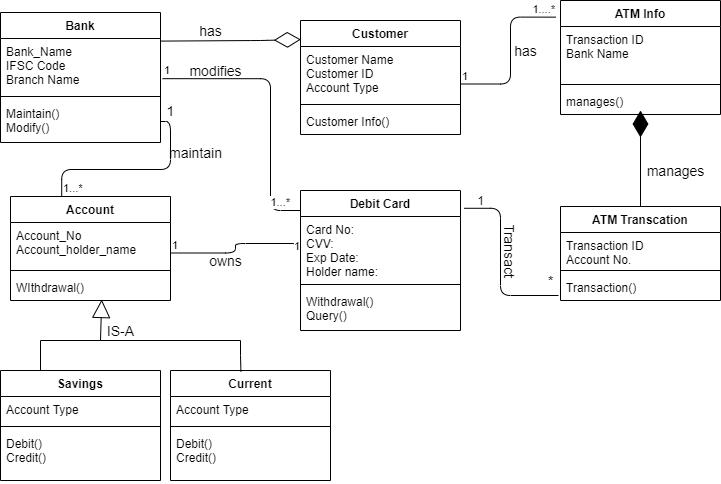 Bank
Bank_Name
IFSC Code
Branch Name
Maintain()
Modify()
has
Customer
Customer Name
Customer ID
Account Type
Customer Info()
1....*
has
1
ATM Info
Transaction ID
Bank Name
manages()
1
modifies
1
maintain
1...*
1...*
manages
Account
Account_No
Account_holder_name
WIthdrawal()
1
owns
1
Debit Card
Card No:
CVV:
Exp Date:
Holder name:
Withdrawal()
Query()
1
Transact
*
ATM Transcation
Transaction ID
Account No.
Transaction()
IS-A
Savings
Account Type
Debit()
Credit()
Current
Account Type
Debit()
Credit()